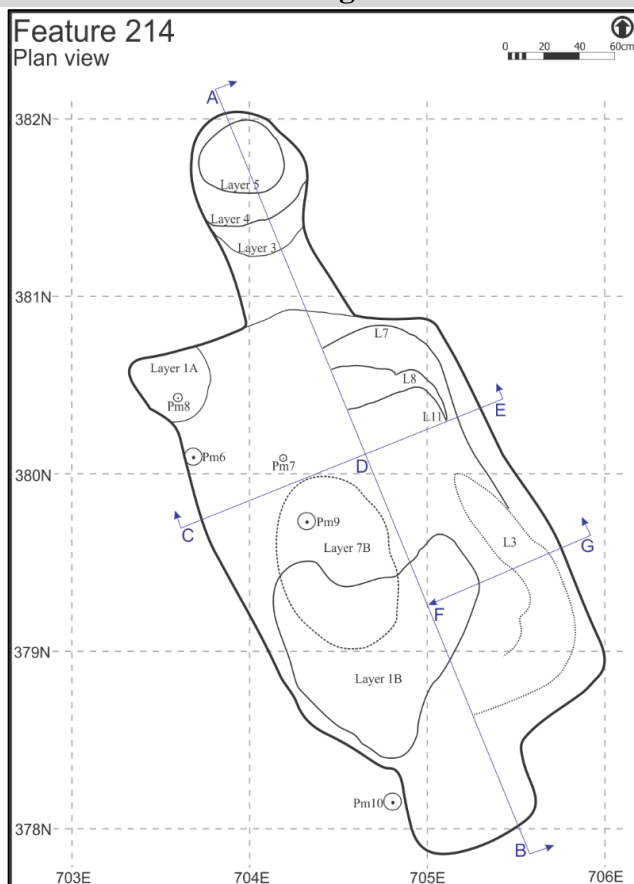 Feature 214
Plan view
0 20 40 60cm
A
382N
Layer 5
Layer 4
Layer 3
381N
L7
Layer 1A
L8
Pm8
L11
E
Pm6
Pm7
D
380N
C
Pm9
G
Layer 7B
L3
F
379N
Layer 1B
Pm10
378N
B
703E 704E 705E 706E